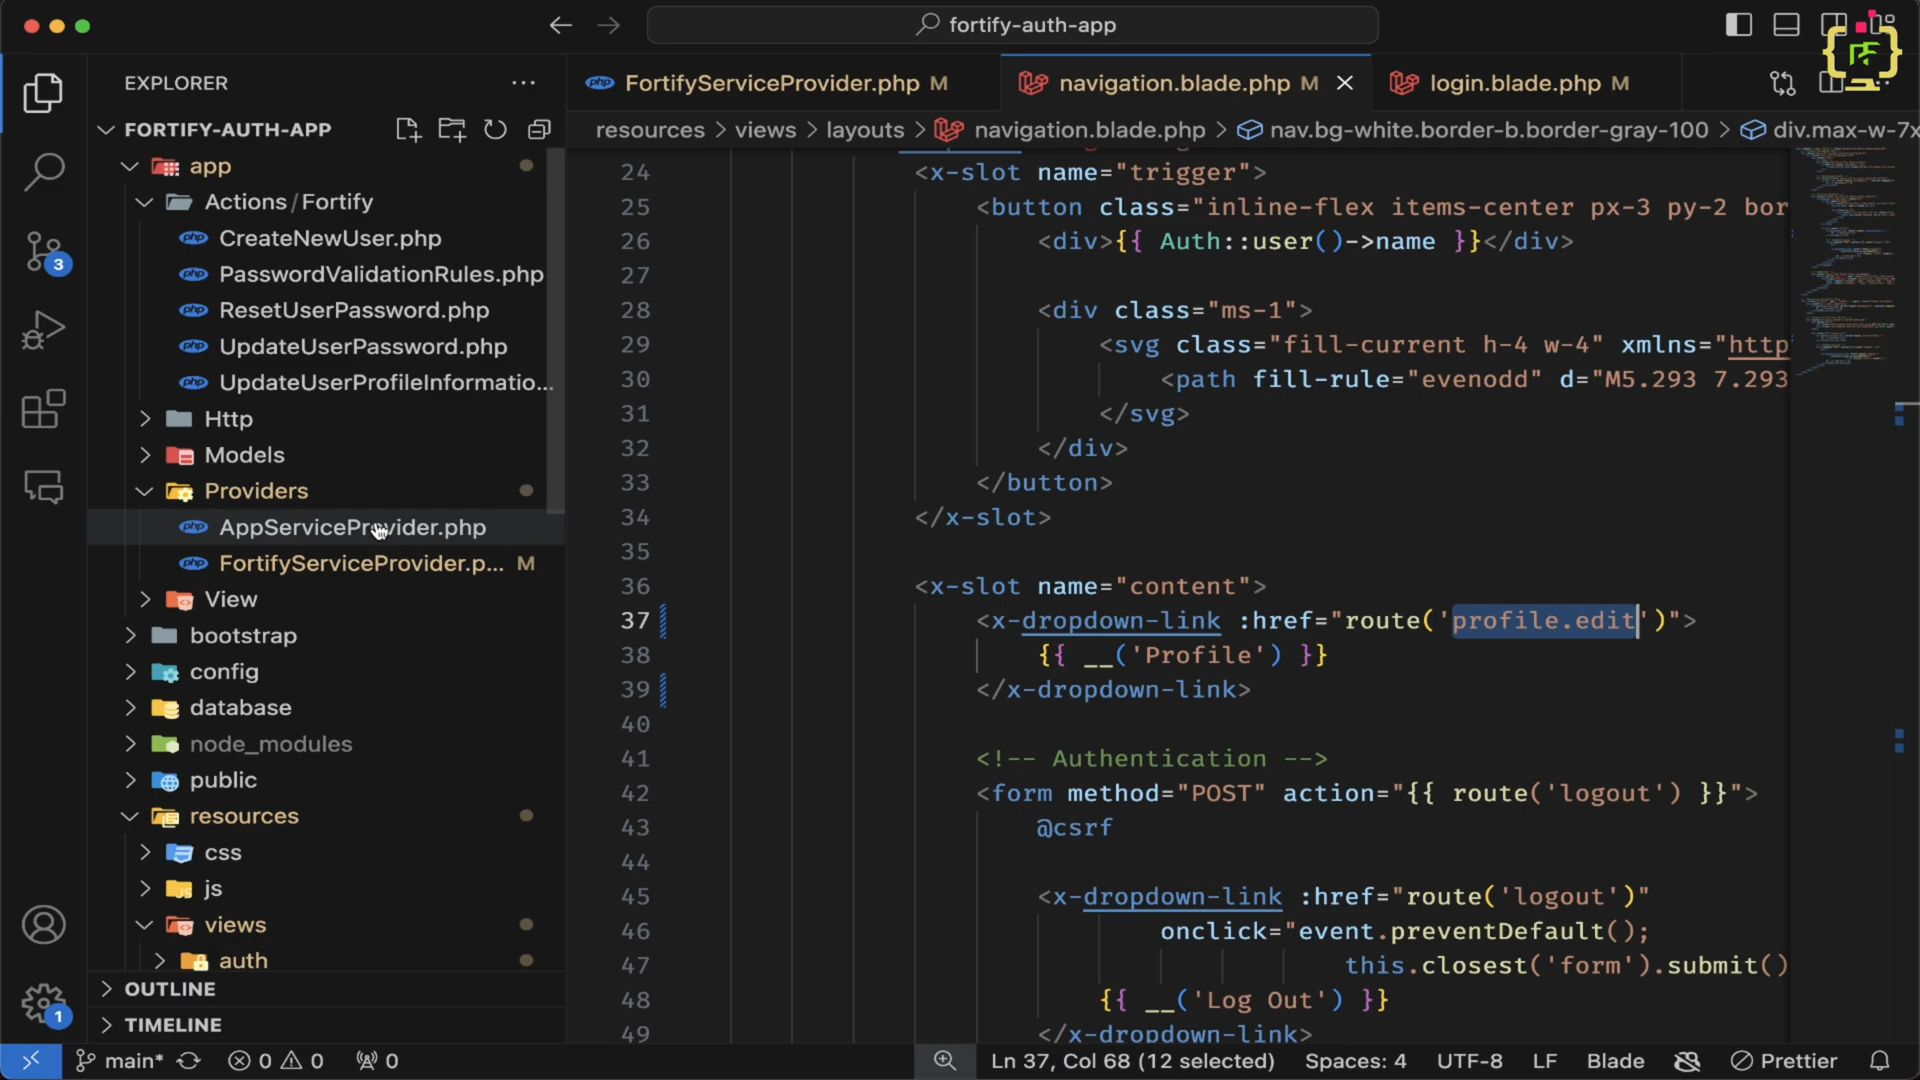 fortify-auth-app
EXPLORER
FORTIFY-AUTH-APP
app
Actions/Fortify
CreateNewUser.php
PasswordValidationRules.php
ResetUserPassword.php
UpdateUserPassword.php
UpdateUserProfileInformatio...
Http
Models
Providers
AppServiceProvider.php
FortifyServiceProvider.p... M
View
bootstrap
config
database
node_modules
public
resources
css
js
views
auth
OUTLINE
TIMELINE
3
1
FortifyServiceProvider.php M
navigation.blade.php M
login.blade.php M
resources > views > layouts > navigation.blade.php > nav.bg-white.border-b.border-gray-100 > div.max-w-7x
24 <x-slot name="trigger">
25 <button class="inline-flex items-center px-3 py-2 bor
26 <div>{{ Auth::user()->name }}</div>
27
28 <div class="ms-1">
29 <svg class="fill-current h-4 w-4" xmlns="http
30 <path fill-rule="evenodd" d="M5.293 7.293
31 </svg>
32 </div>
33 </button>
34 </x-slot>
35
36 <x-slot name="content">
37 <x-dropdown-link :href="route('profile.edit')">
38 {{ __('Profile') }}
39 </x-dropdown-link>
40
41 <!-- Authentication -->
42 <form method="POST" action="{{ route('logout') }}">
43 @csrf
44
45 <x-dropdown-link :href="route('logout')"
46 onclick="event.preventDefault();
47 this.closest('form').submit()
48 {{ __('Log Out') }}
49 </x-dropdown-link>
main* 0 0 0
Ln 37, Col 68 (12 selected) Spaces: 4 UTF-8 LF Blade Prettier